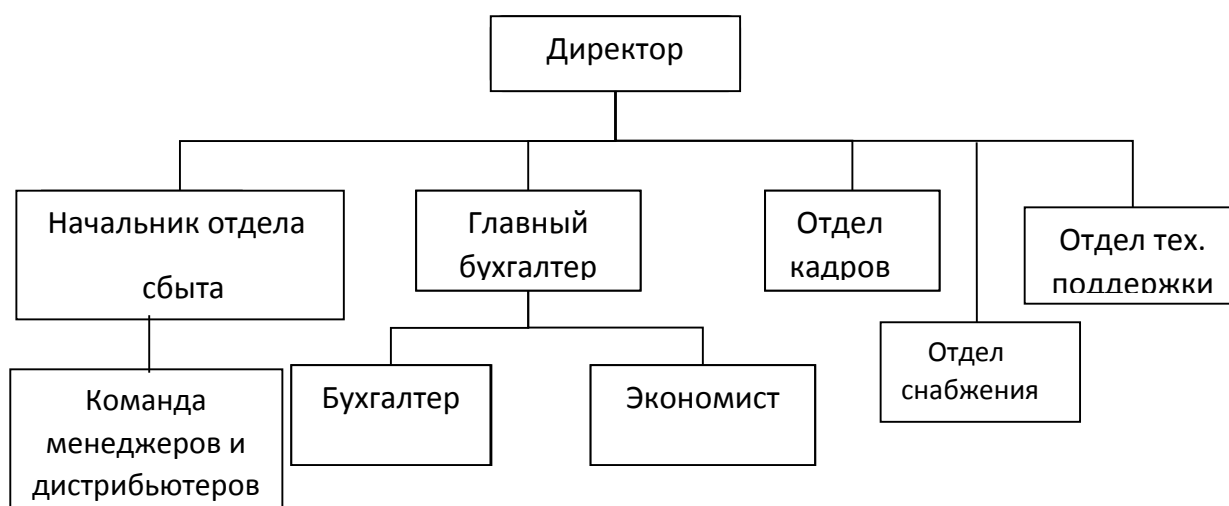 Директор
Начальник отдела
сбыта
Главный
бухгалтер
Отдел
кадров
Отдел тех.
поддержки
Отдел
снабжения
Команда
менеджеров и
дистрибьютеров
Бухгалтер
Экономист